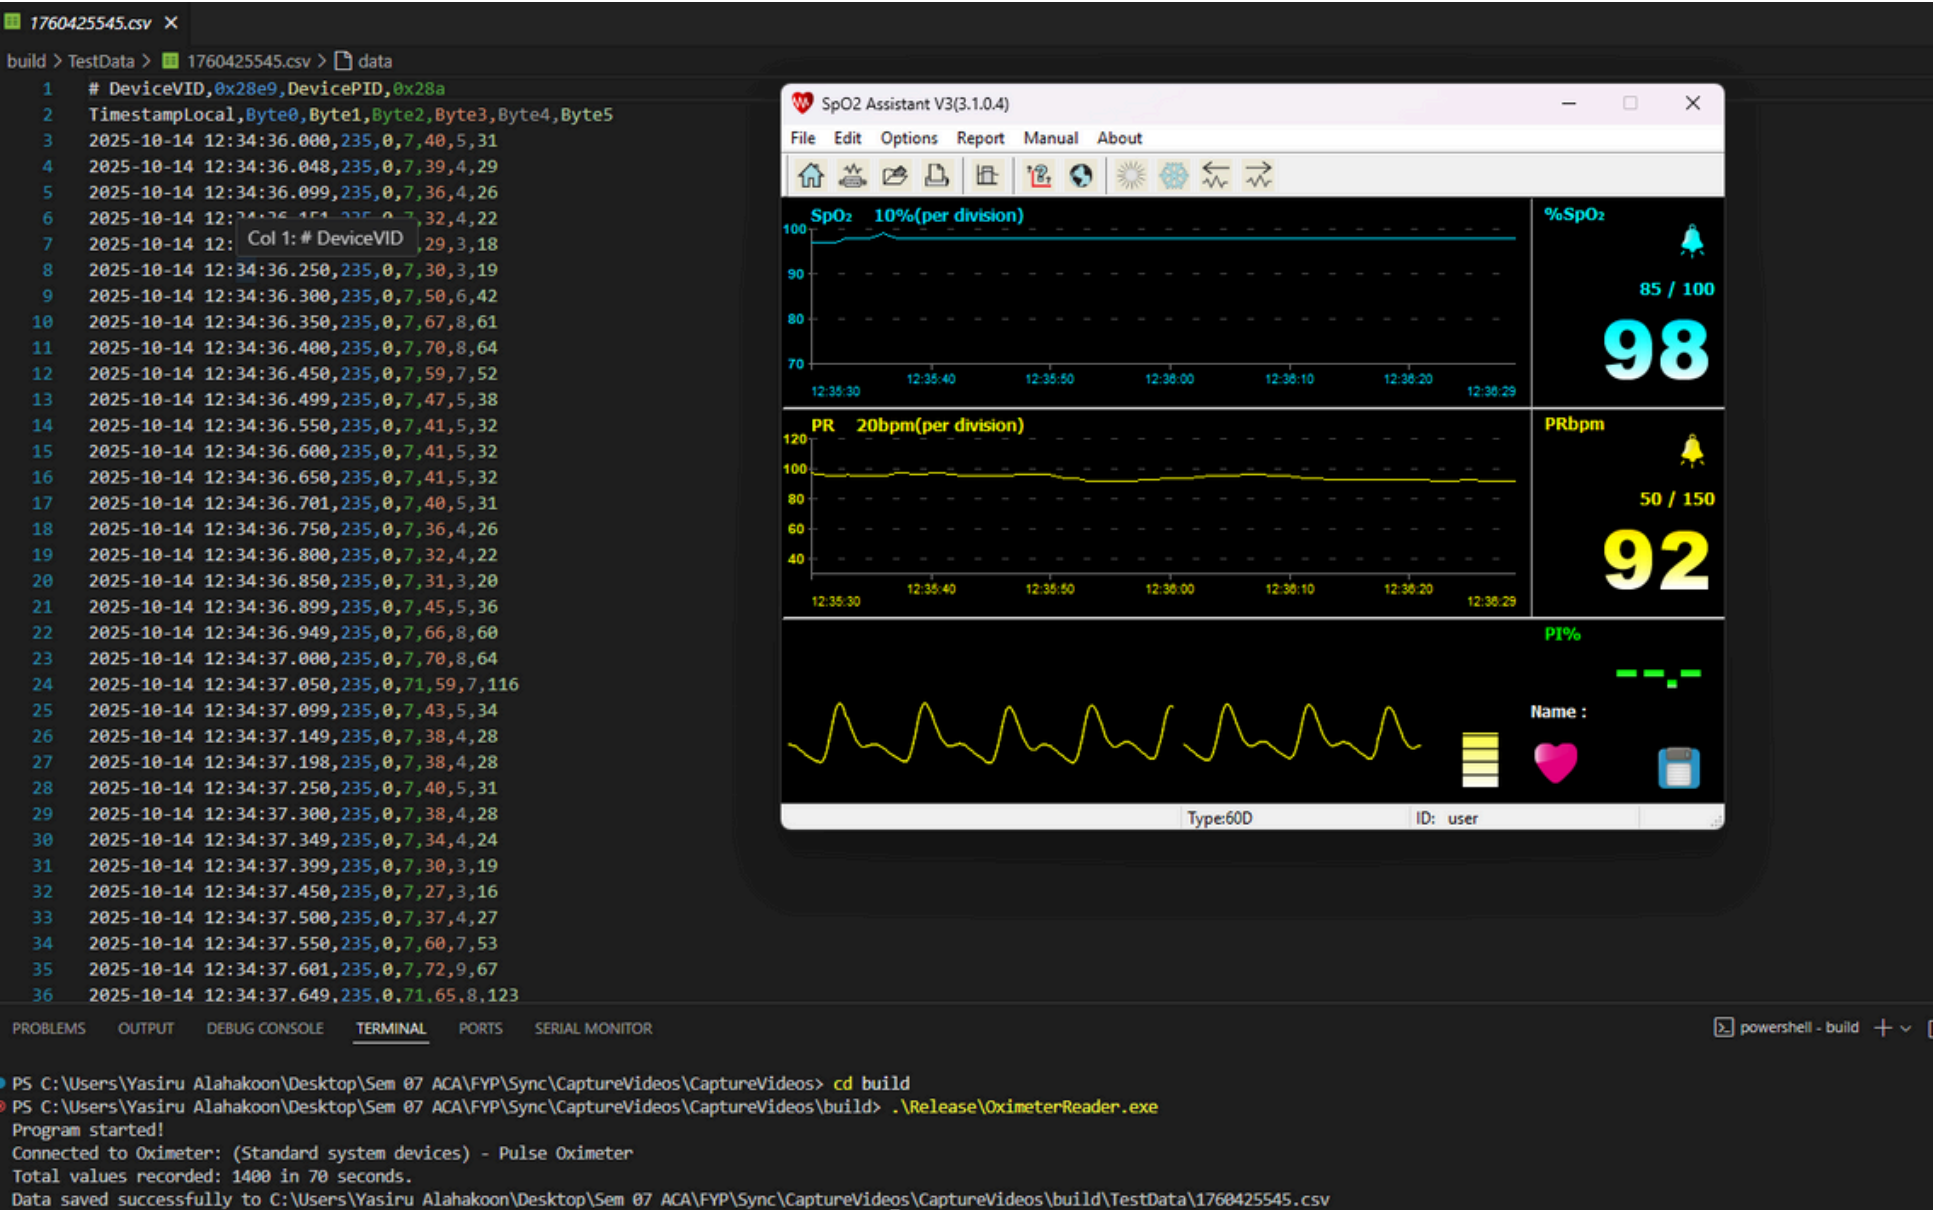 1760425545.csv
build > TestData > 1760425545.csv > data
1 # DeviceVID,0x28e9,DevicePID,0x28a
2 TimestampLocal,Byte0,Byte1,Byte2,Byte3,Byte4,Byte5
3 2025-10-14 12:34:36.000,235,0,7,40,5,31
4 2025-10-14 12:34:36.048,235,0,7,39,4,29
5 2025-10-14 12:34:36.099,235,0,7,36,4,26
6 2025-10-14 12:34:36.151,235,0,7,32,4,22
7 2025-10-14 12: ,29,3,18
Col 1: # DeviceVID
8 2025-10-14 12:34:36.250,235,0,7,30,3,19
9 2025-10-14 12:34:36.300,235,0,7,50,6,42
10 2025-10-14 12:34:36.350,235,0,7,67,8,61
11 2025-10-14 12:34:36.400,235,0,7,70,8,64
12 2025-10-14 12:34:36.450,235,0,7,59,7,52
13 2025-10-14 12:34:36.499,235,0,7,47,5,38
14 2025-10-14 12:34:36.550,235,0,7,41,5,32
15 2025-10-14 12:34:36.600,235,0,7,41,5,32
16 2025-10-14 12:34:36.650,235,0,7,41,5,32
17 2025-10-14 12:34:36.701,235,0,7,40,5,31
18 2025-10-14 12:34:36.750,235,0,7,36,4,26
19 2025-10-14 12:34:36.800,235,0,7,32,4,22
20 2025-10-14 12:34:36.850,235,0,7,31,3,20
21 2025-10-14 12:34:36.899,235,0,7,45,5,36
22 2025-10-14 12:34:36.949,235,0,7,66,8,60
23 2025-10-14 12:34:37.000,235,0,7,70,8,64
24 2025-10-14 12:34:37.050,235,0,71,59,7,116
25 2025-10-14 12:34:37.099,235,0,7,43,5,34
26 2025-10-14 12:34:37.149,235,0,7,38,4,28
27 2025-10-14 12:34:37.198,235,0,7,38,4,28
28 2025-10-14 12:34:37.250,235,0,7,40,5,31
29 2025-10-14 12:34:37.300,235,0,7,38,4,28
30 2025-10-14 12:34:37.349,235,0,7,34,4,24
31 2025-10-14 12:34:37.399,235,0,7,30,3,19
32 2025-10-14 12:34:37.450,235,0,7,27,3,16
33 2025-10-14 12:34:37.500,235,0,7,37,4,27
34 2025-10-14 12:34:37.550,235,0,7,60,7,53
35 2025-10-14 12:34:37.601,235,0,7,72,9,67
36 2025-10-14 12:34:37.649,235,0,71,65,8,123
SpO2 Assistant V3(3.1.0.4)
File Edit Options Report Manual About
SpO₂ 10%(per division)
100
90
80
70
12:35:30 12:35:40 12:35:50 12:36:00 12:36:10 12:36:20 12:36:29
%SpO₂
85 / 100
98
PR 20bpm(per division)
120
100
80
60
40
12:35:30 12:35:40 12:35:50 12:36:00 12:36:10 12:36:20 12:36:29
PRbpm
50 / 150
92
PI%
--.-
Name :
Type:60D ID: user
PROBLEMS OUTPUT DEBUG CONSOLE TERMINAL PORTS SERIAL MONITOR powershell - build
PS C:\Users\Yasiru Alahakoon\Desktop\Sem 07 ACA\FYP\Sync\CaptureVideos\CaptureVideos> cd build
PS C:\Users\Yasiru Alahakoon\Desktop\Sem 07 ACA\FYP\Sync\CaptureVideos\CaptureVideos\build> .\Release\OximeterReader.exe
Program started!
Connected to Oximeter: (Standard system devices) - Pulse Oximeter
Total values recorded: 1400 in 70 seconds.
Data saved successfully to C:\Users\Yasiru Alahakoon\Desktop\Sem 07 ACA\FYP\Sync\CaptureVideos\CaptureVideos\build\TestData\1760425545.csv